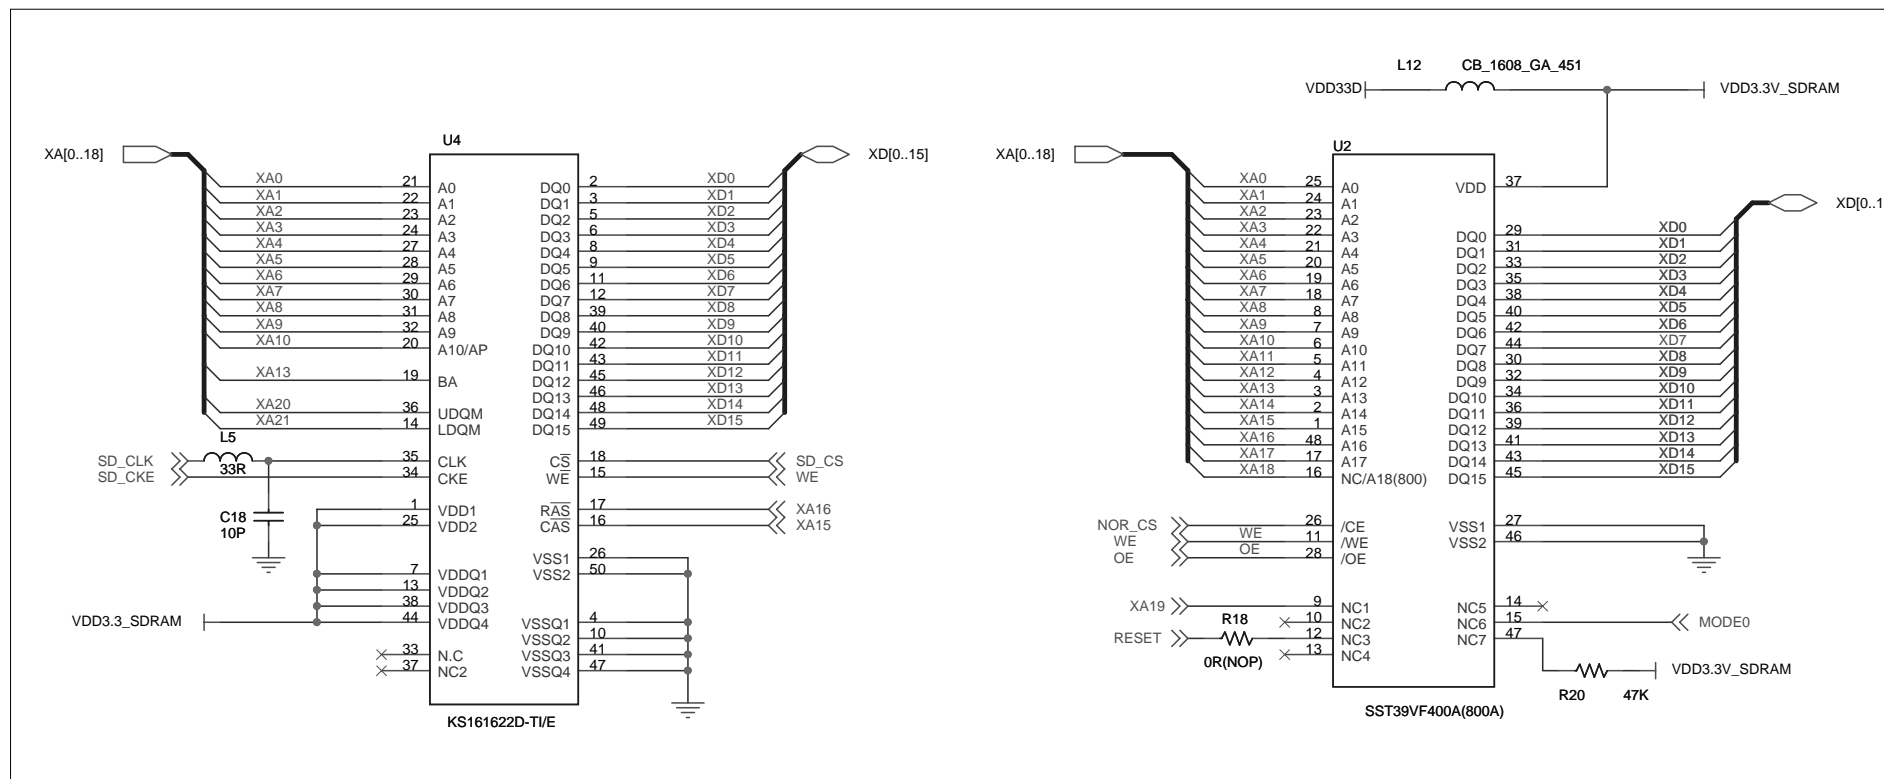 U4
XA[0..18]
XD[0..15]
XA0 21 A0 DQ0 2 XD0
XA1 22 A1 DQ1 3 XD1
XA2 23 A2 DQ2 5 XD2
XA3 24 A3 DQ3 6 XD3
XA4 27 A4 DQ4 8 XD4
XA5 28 A5 DQ5 9 XD5
XA6 29 A6 DQ6 11 XD6
XA7 30 A7 DQ7 12 XD7
XA8 31 A8 DQ8 39 XD8
XA9 32 A9 DQ9 40 XD9
XA10 20 A10/AP DQ10 42 XD10
DQ11 43 XD11
XA13 19 BA DQ12 45 XD12
DQ13 46 XD13
XA20 36 UDQM DQ14 48 XD14
XA21 14 LDQM DQ15 49 XD15
L5
33R
SD_CLK 35 CLK CS 18 SD_CS
SD_CKE 34 CKE WE 15 WE
1 VDD1 RAS 17 XA16
25 VDD2 CAS 16 XA15
C18
10P
VSS1 26
7 VDDQ1 VSS2 50
13 VDDQ2
38 VDDQ3
VDD3.3_SDRAM 44 VDDQ4 VSSQ1 4
VSSQ2 10
33 N.C VSSQ3 41
37 NC2 VSSQ4 47
KS161622D-TI/E
L12 CB_1608_GA_451
VDD33D VDD3.3V_SDRAM
U2
XA[0..18]
XD[0..1
XA0 25 A0 VDD 37
XA1 24 A1
XA2 23 A2
XA3 22 A3 DQ0 29 XD0
XA4 21 A4 DQ1 31 XD1
XA5 20 A5 DQ2 33 XD2
XA6 19 A6 DQ3 35 XD3
XA7 18 A7 DQ4 38 XD4
XA8 8 A8 DQ5 40 XD5
XA9 7 A9 DQ6 42 XD6
XA10 6 A10 DQ7 44 XD7
XA11 5 A11 DQ8 30 XD8
XA12 4 A12 DQ9 32 XD9
XA13 3 A13 DQ10 34 XD10
XA14 2 A14 DQ11 36 XD11
XA15 1 A15 DQ12 39 XD12
XA16 48 A16 DQ13 41 XD13
XA17 17 A17 DQ14 43 XD14
XA18 16 NC/A18(800) DQ15 45 XD15
NOR_CS 26 /CE VSS1 27
WE WE 11 /WE VSS2 46
OE OE 28 /OE
XA19 9 NC1 NC5 14
10 NC2 NC6 15 MODE0
RESET R18 12 NC3 NC7 47
0R(NOP) 13 NC4
VDD3.3V_SDRAM
R20 47K
SST39VF400A(800A)